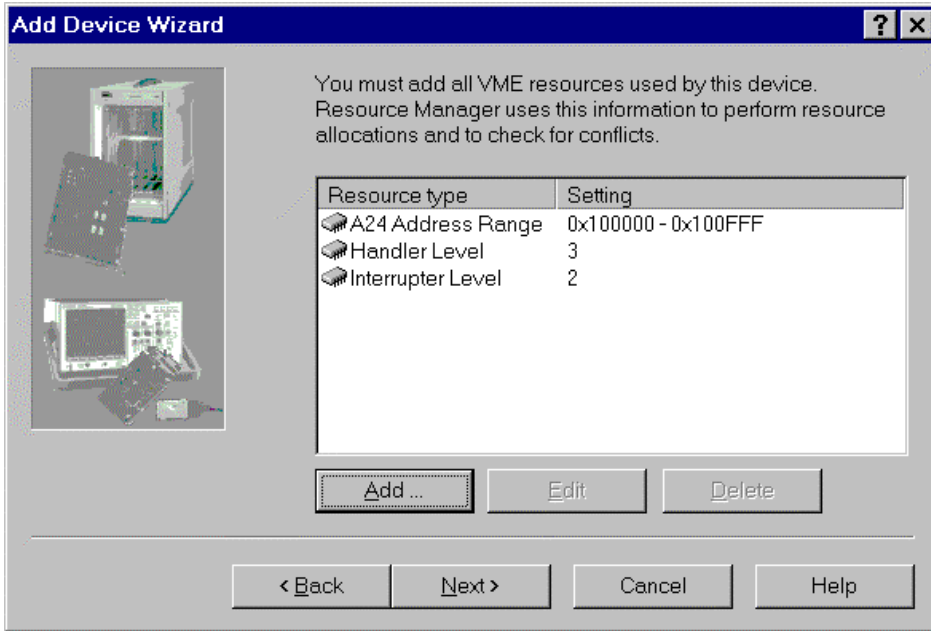 Add Device Wizard
You must add all VME resources used by this device.
Resource Manager uses this information to perform resource
allocations and to check for conflicts.
Resource type Setting
A24 Address Range 0x100000 - 0x100FFF
Handler Level 3
Interrupter Level 2
Add ... Edit Delete
< Back Next > Cancel Help